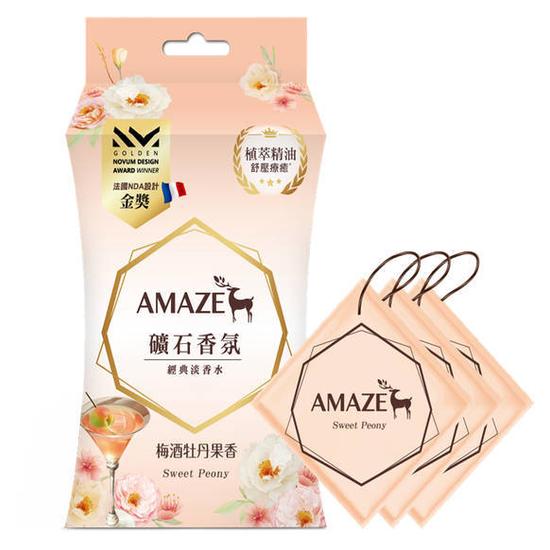 GOLDEN
NOVUM DESIGN
AWARD WINNER
法國NDA設計
金獎
植萃精油
舒壓療癒
AMAZE
礦石香氛
經典淡香水
梅酒牡丹果香
Sweet Peony
AMAZE
Sweet Peony